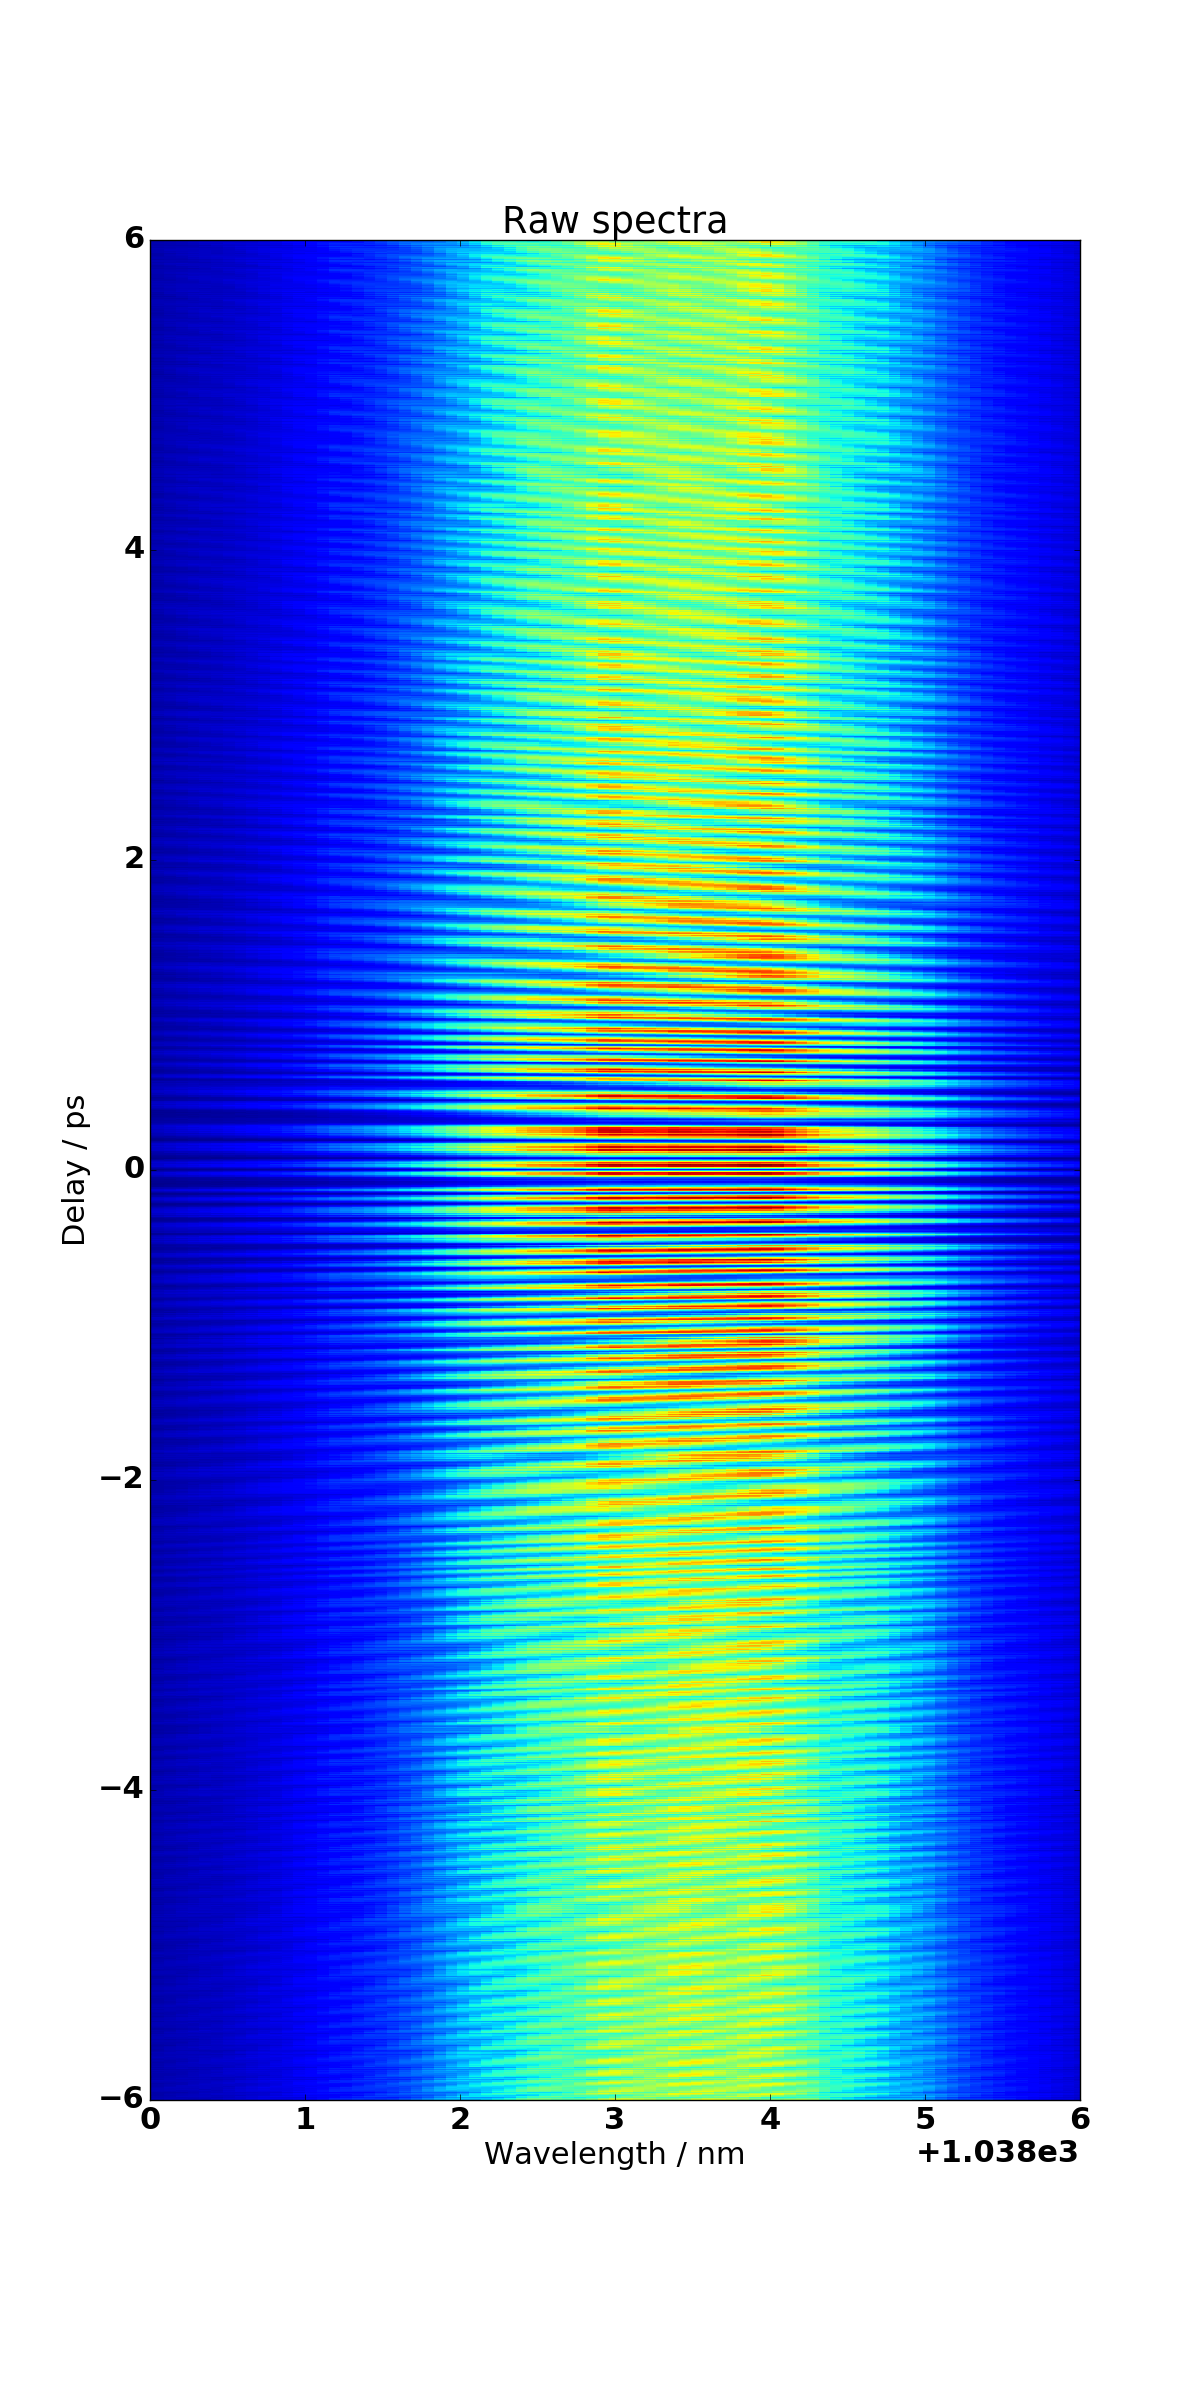 Raw spectra
6
4
2
0
−2
−4
−6
Delay / ps
0 1 2 3 4 5 6
Wavelength / nm
+1.038e3